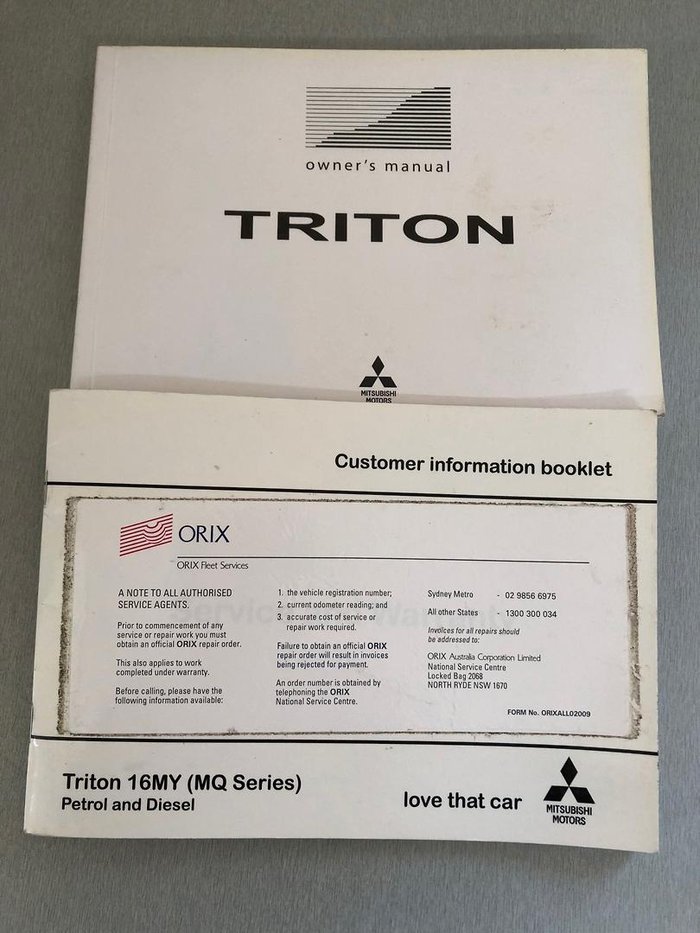 owner's manual
TRITON
MITSUBISHI
MOTORS
Customer information booklet
ORIX
ORIX Fleet Services
A NOTE TO ALL AUTHORISED
SERVICE AGENTS.
Prior to commencement of any
service or repair work you must
obtain an official ORIX repair order.
This also applies to work
completed under warranty.
Before calling, please have the
following information available:
1. the vehicle registration number;
2. current odometer reading; and
3. accurate cost of service or
repair work required.
Failure to obtain an official ORIX
repair order will result in invoices
being rejected for payment.
An order number is obtained by
telephoning the ORIX
National Service Centre.
Sydney Metro - 02 9856 6975
All other States - 1300 300 034
Invoices for all repairs should
be addressed to:
ORIX Australia Corporation Limited
National Service Centre
Locked Bag 2068
NORTH RYDE NSW 1670
FORM No. ORIXALL02009
Triton 16MY (MQ Series)
Petrol and Diesel
love that car
MITSUBISHI
MOTORS